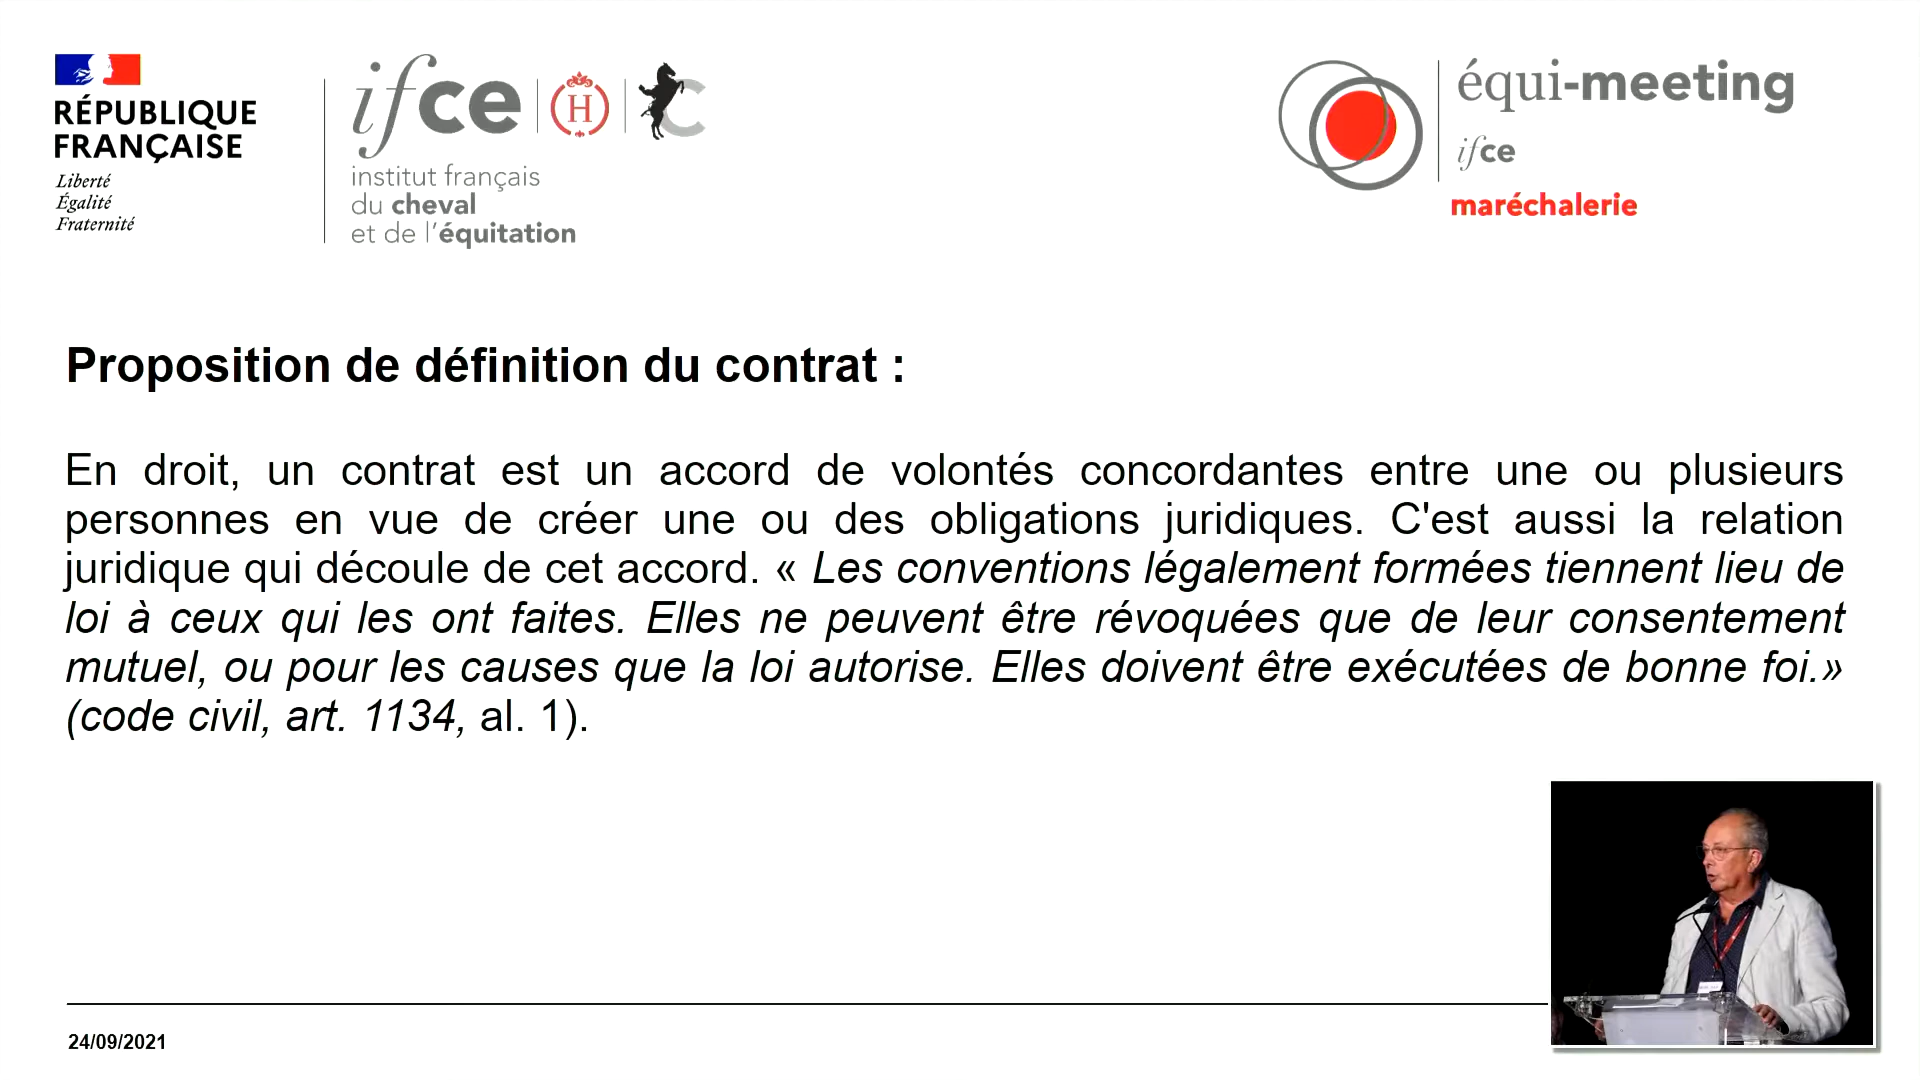 RÉPUBLIQUE
FRANÇAISE
Liberté
Égalité
Fraternité
ifce
H
institut français
du cheval
et de l'équitation
équi-meeting
ifce
maréchalerie
Proposition de définition du contrat :
En droit, un contrat est un accord de volontés concordantes entre une ou plusieurs
personnes en vue de créer une ou des obligations juridiques. C'est aussi la relation
juridique qui découle de cet accord. « Les conventions légalement formées tiennent lieu de
loi à ceux qui les ont faites. Elles ne peuvent être révoquées que de leur consentement
mutuel, ou pour les causes que la loi autorise. Elles doivent être exécutées de bonne foi.»
(code civil, art. 1134, al. 1).
24/09/2021